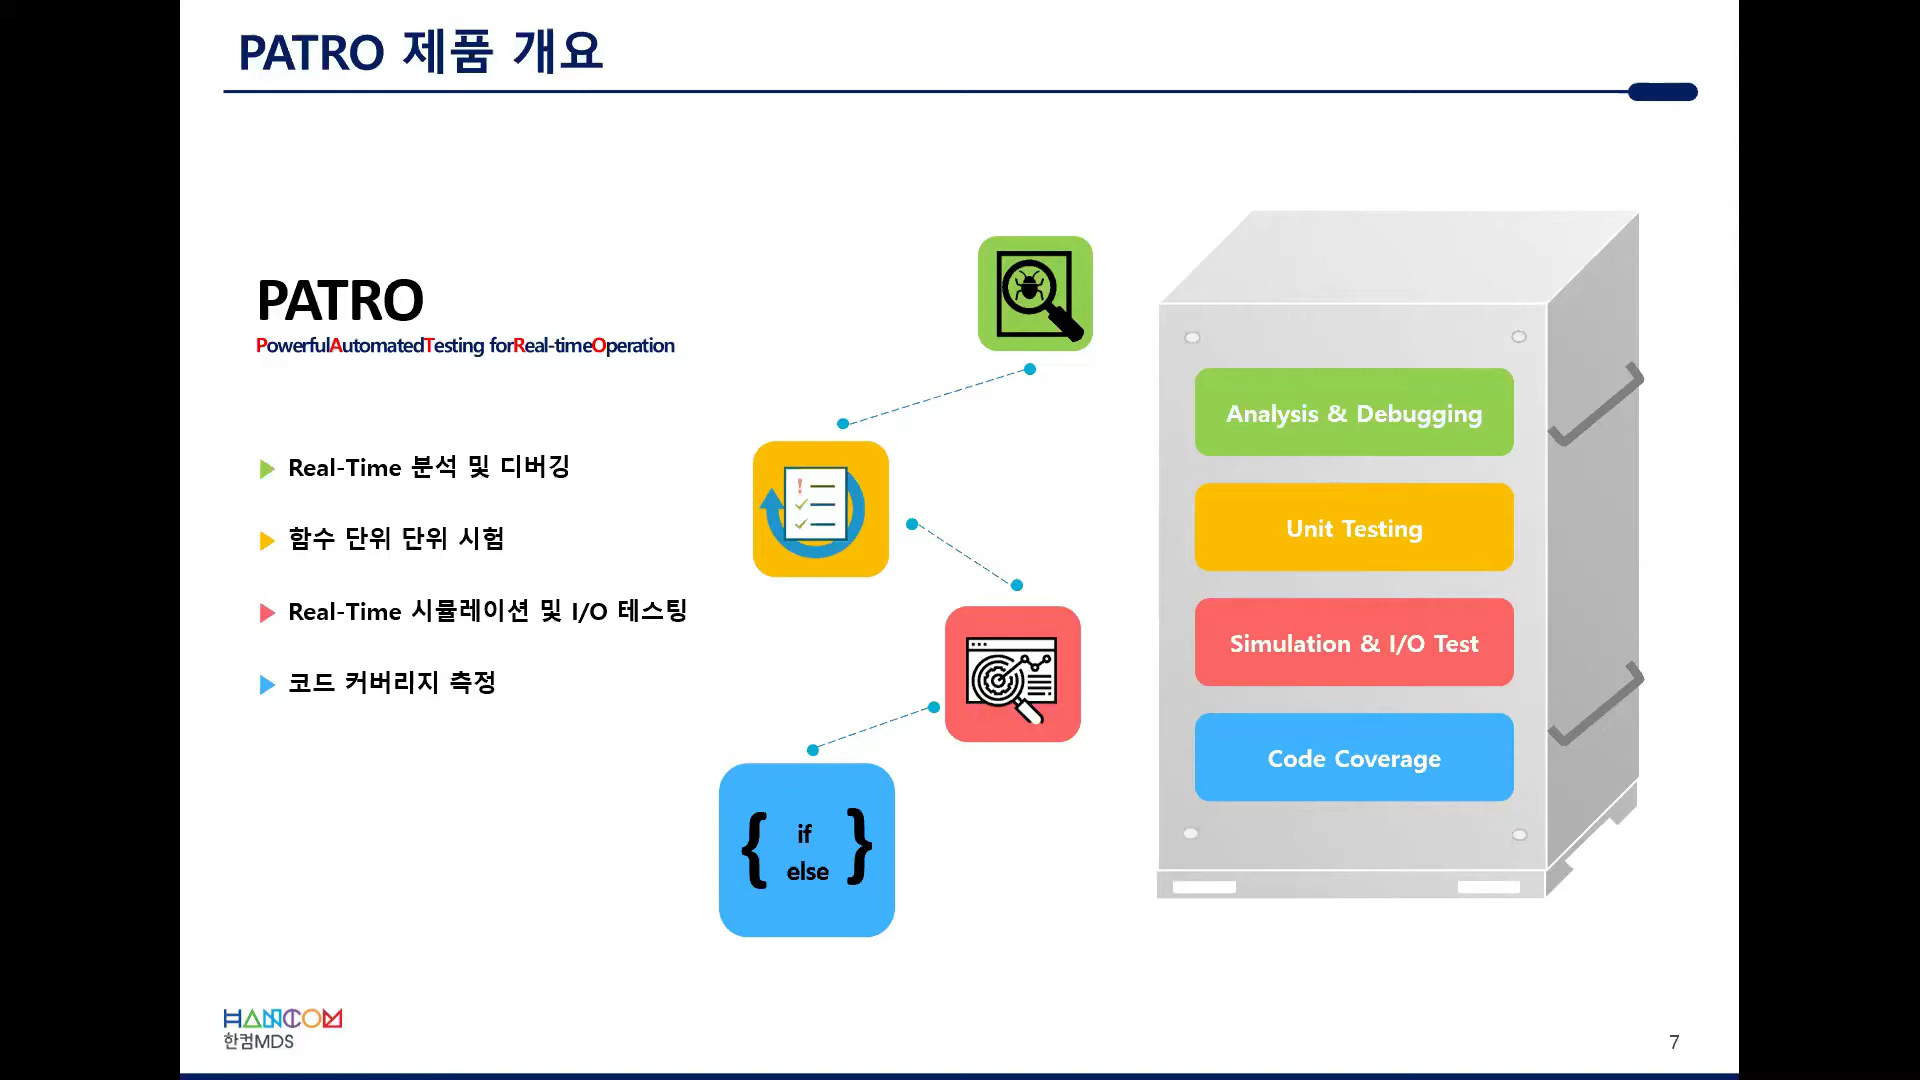 PATRO 제품 개요
PATRO
PowerfulAutomatedTesting forReal-timeOperation
Real-Time 분석 및 디버깅
함수 단위 단위 시험
Real-Time 시뮬레이션 및 I/O 테스팅
코드 커버리지 측정
{ if
else }
Analysis & Debugging
Unit Testing
Simulation & I/O Test
Code Coverage
HANCOM
한컴MDS
7